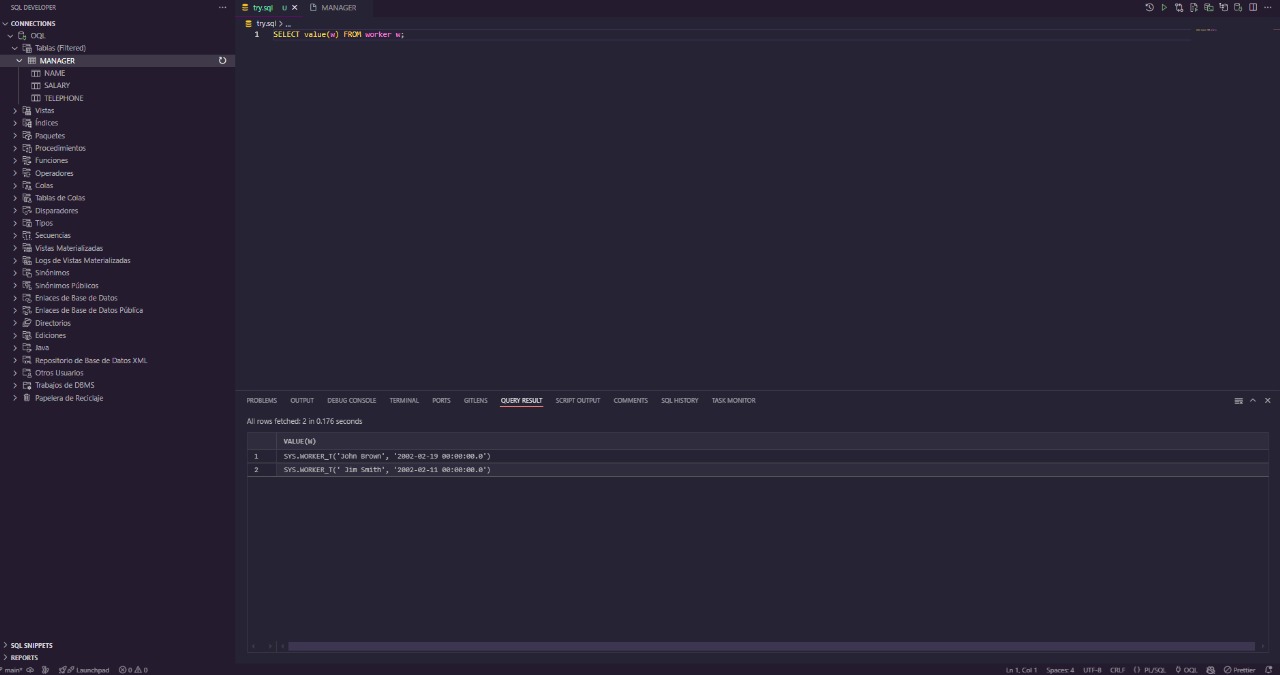 SQL DEVELOPER
CONNECTIONS
OQL
Tablas (Filtered)
MANAGER
NAME
SALARY
TELEPHONE
Vistas
Índices
Paquetes
Procedimientos
Funciones
Operadores
Colas
Tablas de Colas
Disparadores
Tipos
Secuencias
Vistas Materializadas
Logs de Vistas Materializadas
Sinónimos
Sinónimos Públicos
Enlaces de Base de Datos
Enlaces de Base de Datos Pública
Directorios
Ediciones
Java
Repositorio de Base de Datos XML
Otros Usuarios
Trabajos de DBMS
Papelera de Reciclaje
SQL SNIPPETS
REPORTS
try.sql U MANAGER
try.sql > ...
1 SELECT value(w) FROM worker w;
PROBLEMS OUTPUT DEBUG CONSOLE TERMINAL PORTS GITLENS QUERY RESULT SCRIPT OUTPUT COMMENTS SQL HISTORY TASK MONITOR
All rows fetched: 2 in 0.176 seconds
VALUE(W)
1 SYS.WORKER_T('John Brown', '2002-02-19 00:00:00.0')
2 SYS.WORKER_T(' Jim Smith', '2002-02-11 00:00:00.0')
main* Launchpad 0 0 Ln 1, Col 1 Spaces: 4 UTF-8 CRLF PL/SQL OQL Prettier